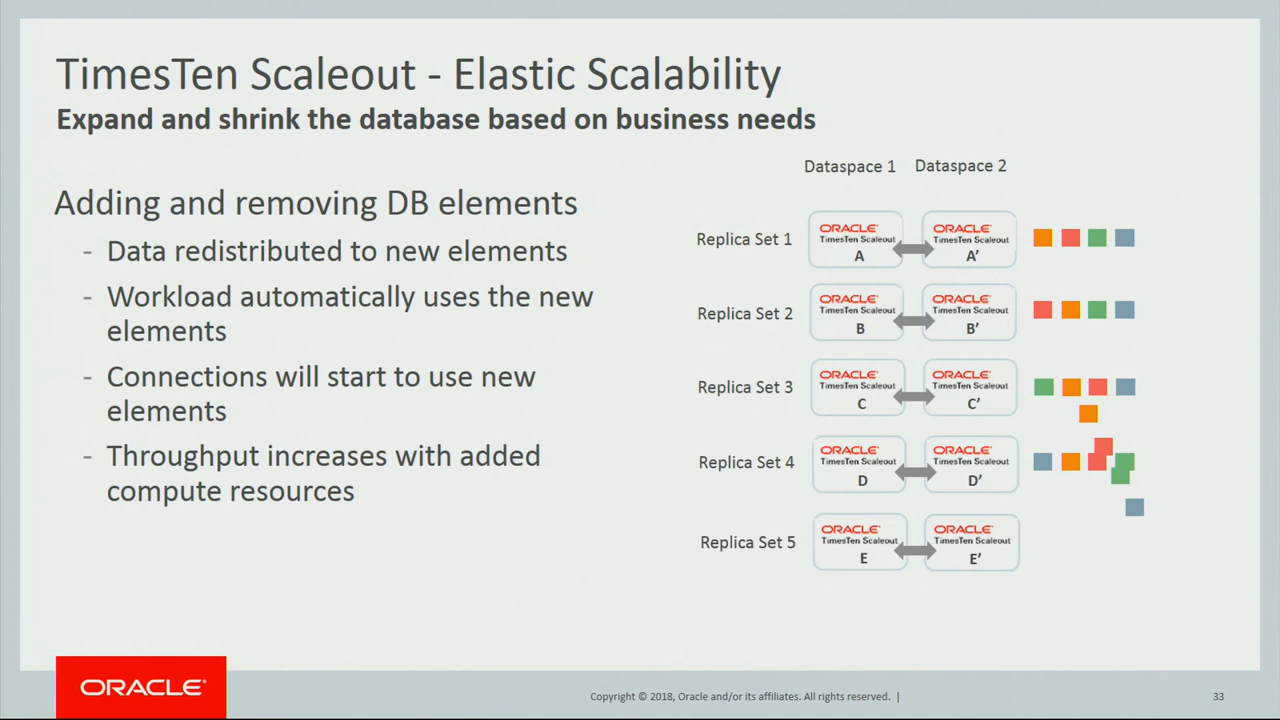 TimesTen Scaleout - Elastic Scalability
Expand and shrink the database based on business needs
Adding and removing DB elements
- Data redistributed to new elements
- Workload automatically uses the new
elements
- Connections will start to use new
elements
- Throughput increases with added
compute resources
Dataspace 1 Dataspace 2
Replica Set 1
ORACLE®
TimesTen Scaleout
A
ORACLE®
TimesTen Scaleout
A'
Replica Set 2
ORACLE®
TimesTen Scaleout
B
ORACLE®
TimesTen Scaleout
B'
Replica Set 3
ORACLE®
TimesTen Scaleout
C
ORACLE®
TimesTen Scaleout
C'
Replica Set 4
ORACLE®
TimesTen Scaleout
D
ORACLE®
TimesTen Scaleout
D'
Replica Set 5
ORACLE®
TimesTen Scaleout
E
ORACLE®
TimesTen Scaleout
E'
ORACLE®
Copyright © 2018, Oracle and/or its affiliates. All rights reserved. |
33